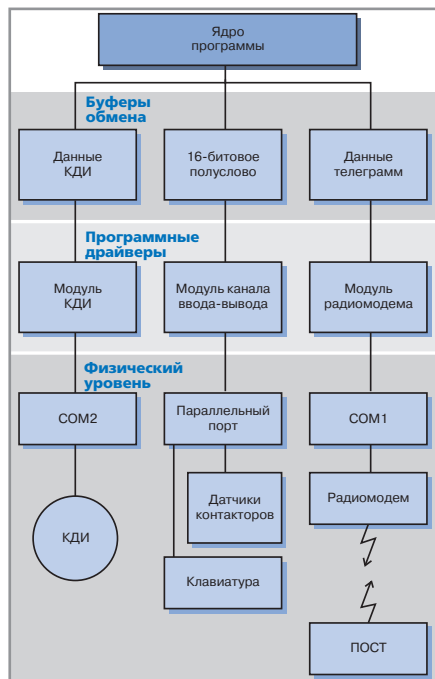 Ядро
программы
Буферы
обмена
Данные
КДИ
16-битовое
полуслово
Данные
телеграмм
Программные
драйверы
Модуль
КДИ
Модуль канала
ввода-вывода
Модуль
радиомодема
Физический
уровень
COM2
Параллельный
порт
COM1
КДИ
Датчики
контакторов
Радиомодем
Клавиатура
ПОСТ